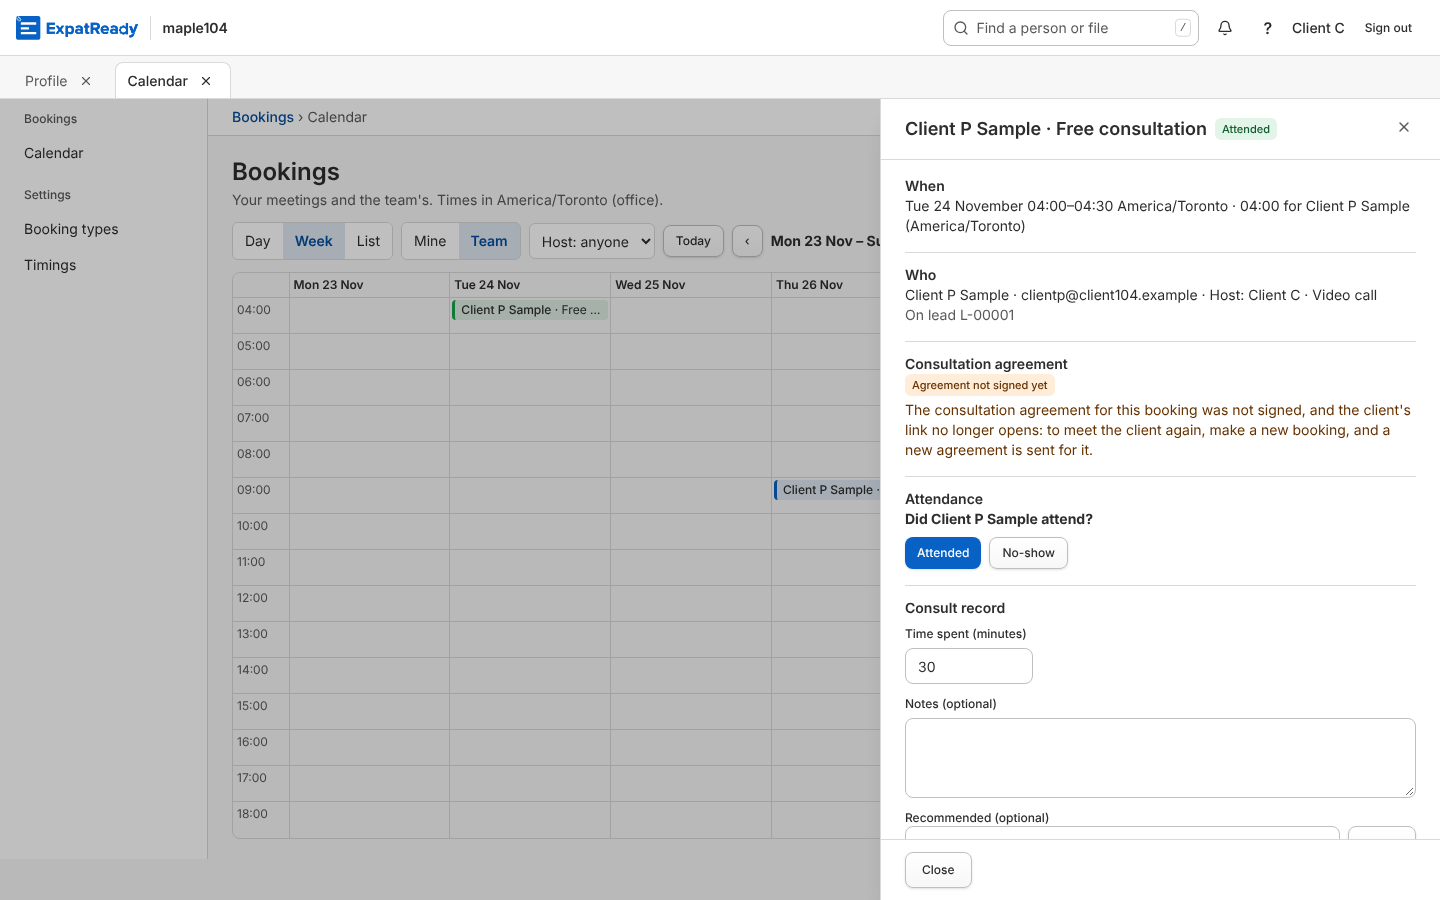 ExpatReady
maple104
Find a person or file
/
?
Client C
Sign out
Profile
Calendar
Bookings
Calendar
Settings
Booking types
Timings
Bookings › Calendar
Bookings
Your meetings and the team's. Times in America/Toronto (office).
Day
Week
List
Mine
Team
Host: anyone
Today
‹
Mon 23 Nov – Su
Mon 23 Nov
Tue 24 Nov
Wed 25 Nov
Thu 26 Nov
04:00
Client P Sample · Free ...
05:00
06:00
07:00
08:00
09:00
Client P Sample ·
10:00
11:00
12:00
13:00
14:00
15:00
16:00
17:00
18:00
Client P Sample · Free consultation
Attended
When
Tue 24 November 04:00–04:30 America/Toronto · 04:00 for Client P Sample
(America/Toronto)
Who
Client P Sample · clientp@client104.example · Host: Client C · Video call
On lead L-00001
Consultation agreement
Agreement not signed yet
The consultation agreement for this booking was not signed, and the client's
link no longer opens: to meet the client again, make a new booking, and a
new agreement is sent for it.
Attendance
Did Client P Sample attend?
Attended
No-show
Consult record
Time spent (minutes)
30
Notes (optional)
Recommended (optional)
Close